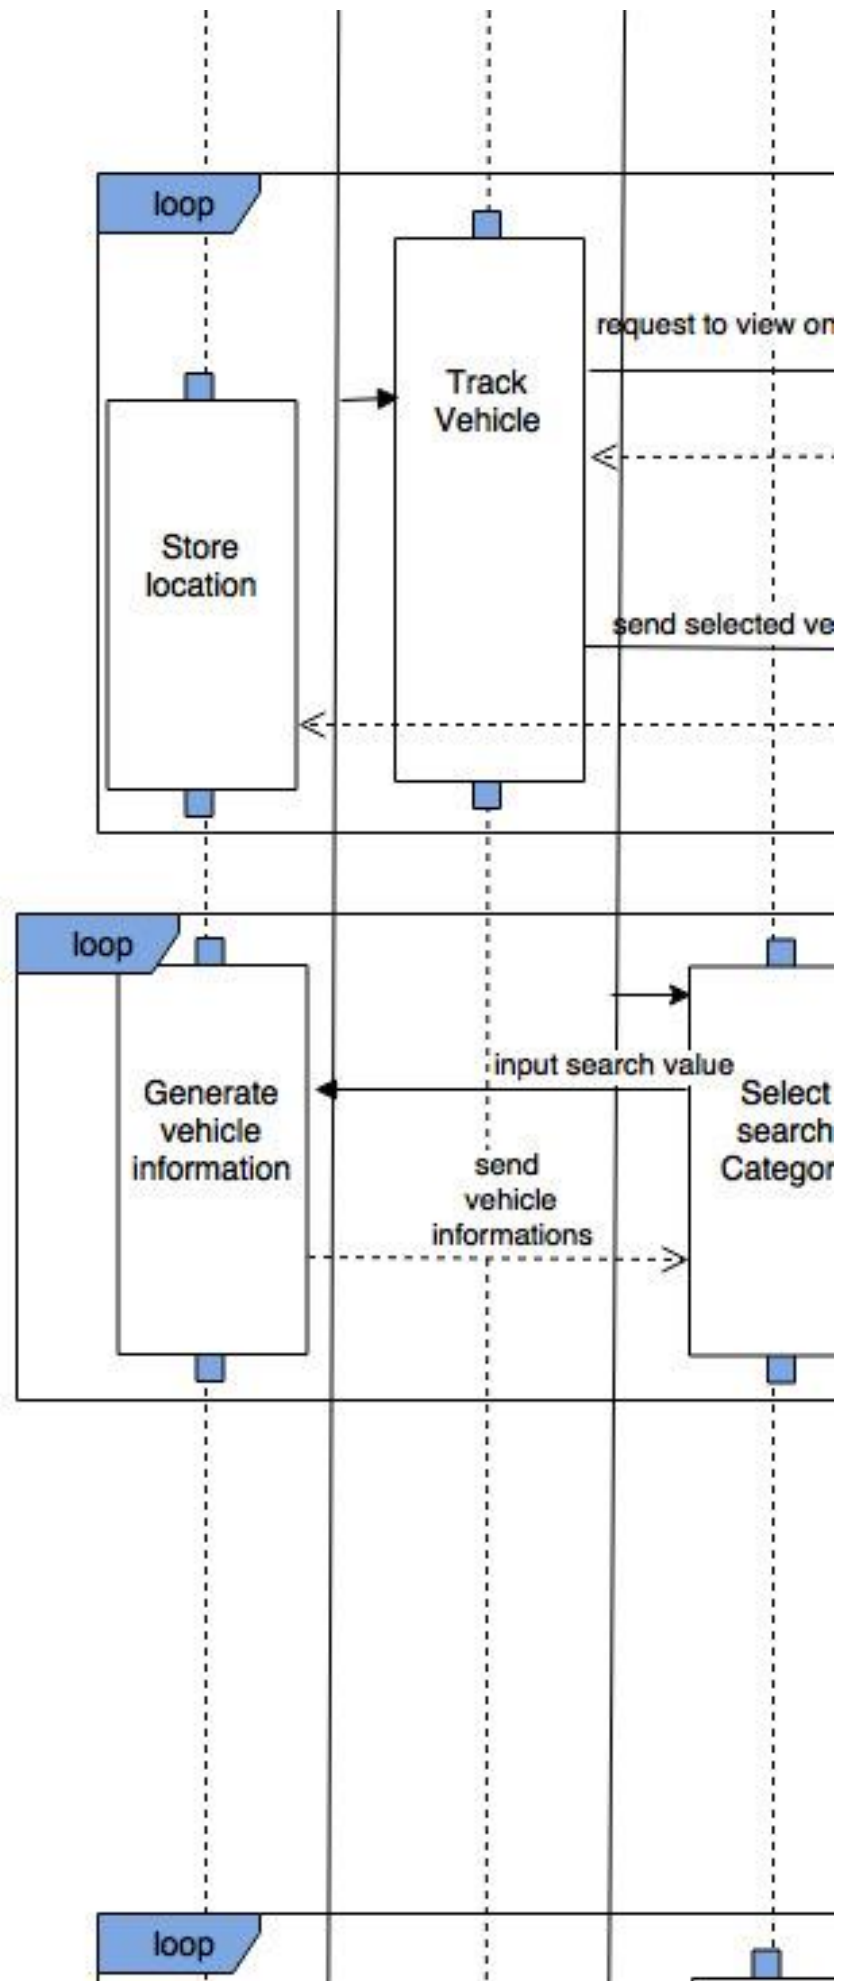 loop
request to view on
Track
Vehicle
Store
location
send selected ve
loop
input search value
Generate
vehicle
information
Select
search
Categor
send
vehicle
informations
loop